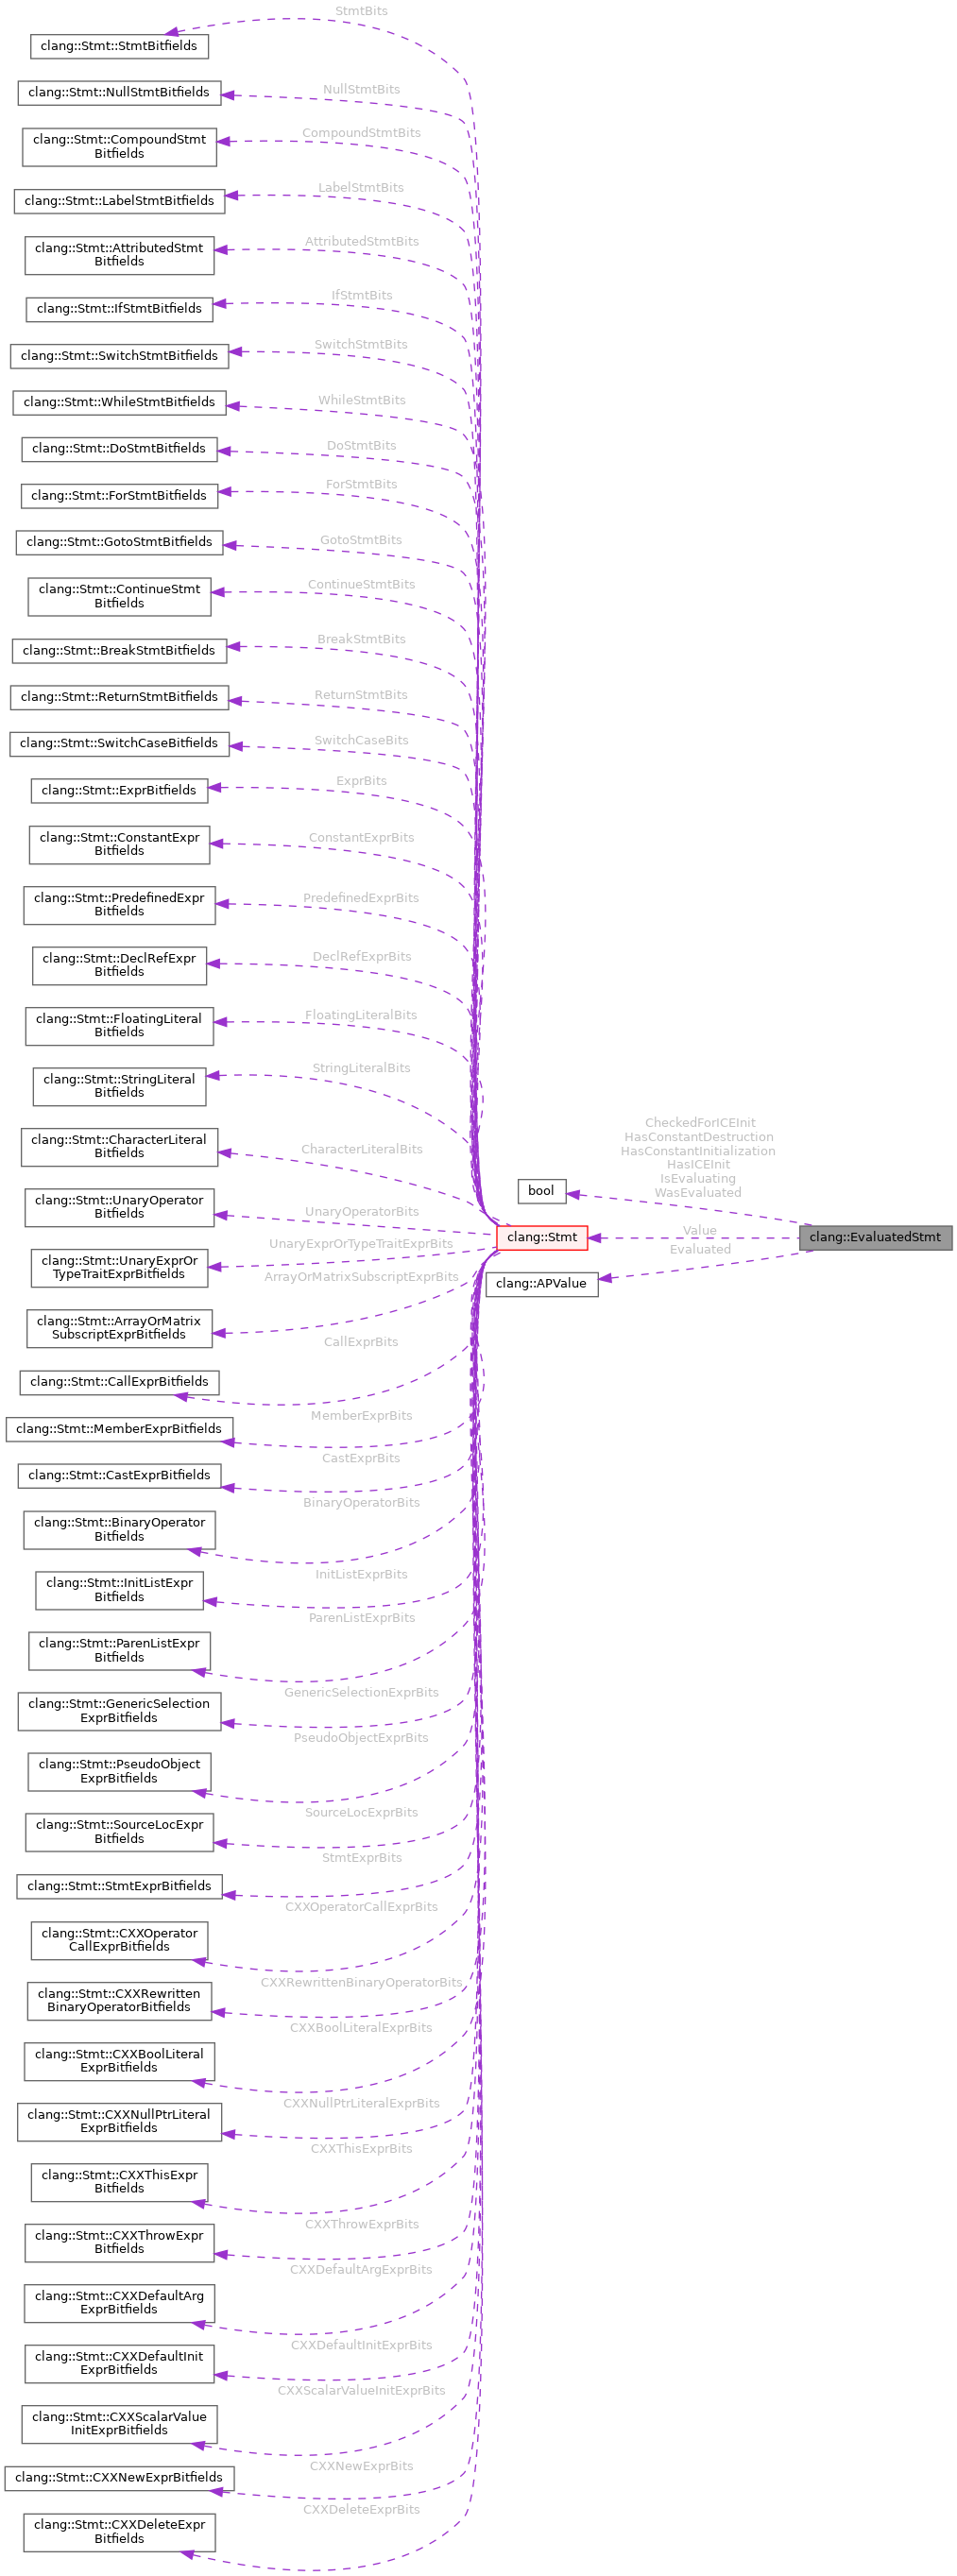 StmtBits
clang::Stmt::StmtBitfields
NullStmtBits
clang::Stmt::NullStmtBitfields
CompoundStmtBits
clang::Stmt::CompoundStmt
Bitfields
LabelStmtBits
clang::Stmt::LabelStmtBitfields
AttributedStmtBits
clang::Stmt::AttributedStmt
Bitfields
IfStmtBits
clang::Stmt::IfStmtBitfields
SwitchStmtBits
clang::Stmt::SwitchStmtBitfields
WhileStmtBits
clang::Stmt::WhileStmtBitfields
DoStmtBits
clang::Stmt::DoStmtBitfields
ForStmtBits
clang::Stmt::ForStmtBitfields
GotoStmtBits
clang::Stmt::GotoStmtBitfields
ContinueStmtBits
clang::Stmt::ContinueStmt
Bitfields
BreakStmtBits
clang::Stmt::BreakStmtBitfields
ReturnStmtBits
clang::Stmt::ReturnStmtBitfields
SwitchCaseBits
clang::Stmt::SwitchCaseBitfields
ExprBits
clang::Stmt::ExprBitfields
ConstantExprBits
clang::Stmt::ConstantExpr
Bitfields
PredefinedExprBits
clang::Stmt::PredefinedExpr
Bitfields
DeclRefExprBits
clang::Stmt::DeclRefExpr
Bitfields
FloatingLiteralBits
clang::Stmt::FloatingLiteral
Bitfields
StringLiteralBits
clang::Stmt::StringLiteral
Bitfields
CharacterLiteralBits
clang::Stmt::CharacterLiteral
Bitfields
UnaryOperatorBits
clang::Stmt::UnaryOperator
Bitfields
UnaryExprOrTypeTraitExprBits
clang::Stmt::UnaryExprOr
TypeTraitExprBitfields
ArrayOrMatrixSubscriptExprBits
clang::Stmt::ArrayOrMatrix
SubscriptExprBitfields
CheckedForICEInit
HasConstantDestruction
HasConstantInitialization
HasICEInit
IsEvaluating
WasEvaluated
bool
clang::Stmt
Value
clang::EvaluatedStmt
Evaluated
clang::APValue
CallExprBits
clang::Stmt::CallExprBitfields
MemberExprBits
clang::Stmt::MemberExprBitfields
CastExprBits
clang::Stmt::CastExprBitfields
BinaryOperatorBits
clang::Stmt::BinaryOperator
Bitfields
InitListExprBits
clang::Stmt::InitListExpr
Bitfields
ParenListExprBits
clang::Stmt::ParenListExpr
Bitfields
GenericSelectionExprBits
clang::Stmt::GenericSelection
ExprBitfields
PseudoObjectExprBits
clang::Stmt::PseudoObject
ExprBitfields
SourceLocExprBits
clang::Stmt::SourceLocExpr
Bitfields
StmtExprBits
clang::Stmt::StmtExprBitfields
CXXOperatorCallExprBits
clang::Stmt::CXXOperator
CallExprBitfields
CXXRewrittenBinaryOperatorBits
clang::Stmt::CXXRewritten
BinaryOperatorBitfields
CXXBoolLiteralExprBits
clang::Stmt::CXXBoolLiteral
ExprBitfields
CXXNullPtrLiteralExprBits
clang::Stmt::CXXNullPtrLiteral
ExprBitfields
CXXThisExprBits
clang::Stmt::CXXThisExpr
Bitfields
CXXThrowExprBits
clang::Stmt::CXXThrowExpr
Bitfields
CXXDefaultArgExprBits
clang::Stmt::CXXDefaultArg
ExprBitfields
CXXDefaultInitExprBits
clang::Stmt::CXXDefaultInit
ExprBitfields
CXXScalarValueInitExprBits
clang::Stmt::CXXScalarValue
InitExprBitfields
CXXNewExprBits
clang::Stmt::CXXNewExprBitfields
CXXDeleteExprBits
clang::Stmt::CXXDeleteExpr
Bitfields